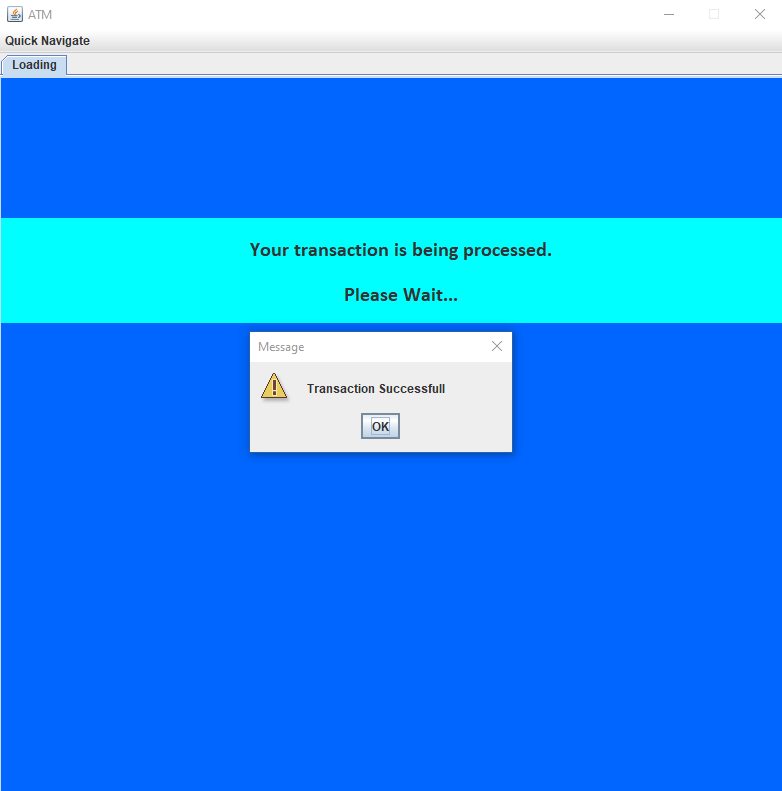 ATM
Quick Navigate
Loading
Your transaction is being processed.
Please Wait...
Message
Transaction Successfull
OK